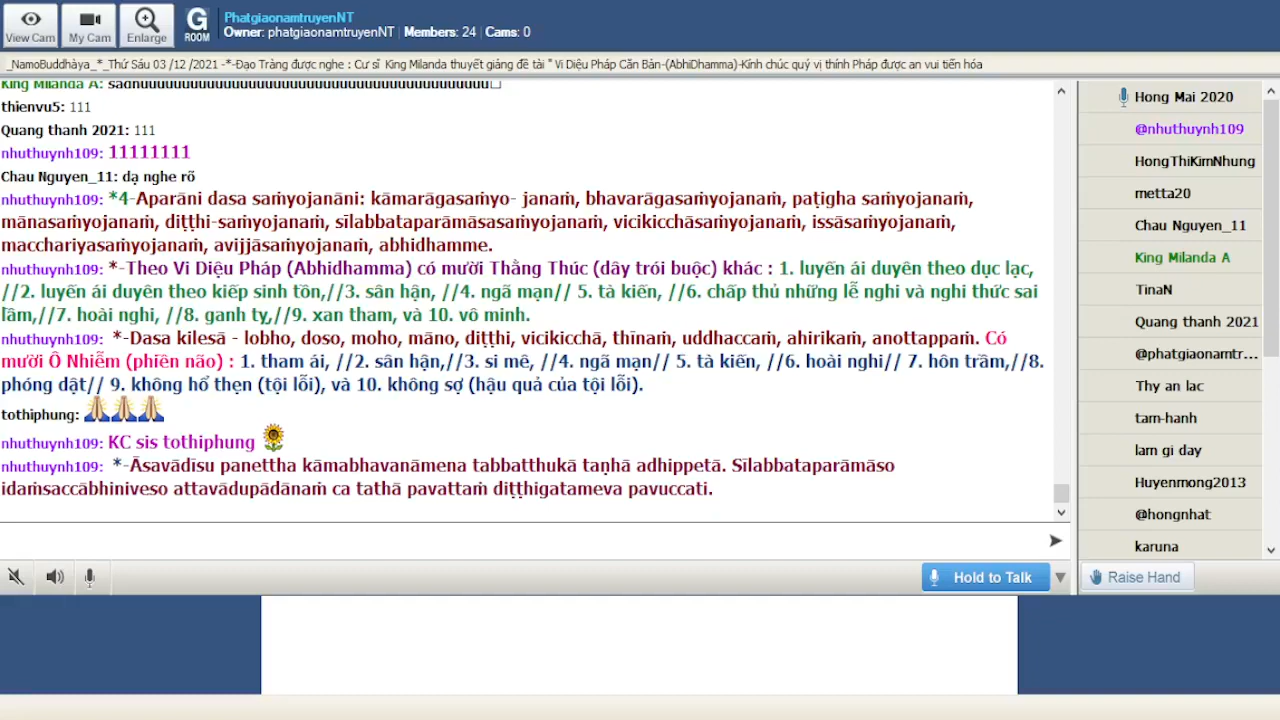 View Cam
My Cam
Enlarge
G
ROOM
PhatgiaonamtruyenNT
Owner: phatgiaonamtruyenNT | Members: 24 | Cams: 0
_NamoBuddhàya_*_Thứ Sáu 03 /12 /2021 -*-Đạo Tràng được nghe : Cư sĩ King Milanda thuyết giảng đề tài " Vi Diệu Pháp Căn Bản-(AbhiDhamma)-Kính chúc quý vị thính Pháp được an vui tiến hóa
thienvu5: 111
Quang thanh 2021: 111
nhuthuynh109: 11111111
Chau Nguyen_11: dạ nghe rõ
nhuthuynh109: *4-Aparāni dasa saṁyojanāni: kāmarāgasaṁyo- janaṁ, bhavarāgasaṁyojanaṁ, paṭigha saṁyojanaṁ,
mānasaṁyojanaṁ, diṭṭhi-saṁyojanaṁ, sīlabbataparāmāsasaṁyojanaṁ, vicikicchāsaṁyojanaṁ, issāsaṁyojanaṁ,
macchariyasaṁyojanaṁ, avijjāsaṁyojanaṁ, abhidhamme.
nhuthuynh109: *-Theo Vi Diệu Pháp (Abhidhamma) có mười Thằng Thúc (dây trói buộc) khác : 1. luyến ái duyên theo dục lạc,
//2. luyến ái duyên theo kiếp sinh tồn,//3. sân hận, //4. ngã mạn// 5. tà kiến, //6. chấp thủ những lễ nghi và nghi thức sai
lầm,//7. hoài nghi, //8. ganh tỵ,//9. xan tham, và 10. vô minh.
nhuthuynh109: *-Dasa kilesā - lobho, doso, moho, māno, diṭṭhi, vicikicchā, thīnaṁ, uddhaccaṁ, ahirikaṁ, anottappaṁ. Có
mười Ô Nhiễm (phiền não) : 1. tham ái, //2. sân hận,//3. si mê, //4. ngã mạn// 5. tà kiến, //6. hoài nghi// 7. hôn trầm,//8.
phóng dật// 9. không hổ thẹn (tội lỗi), và 10. không sợ (hậu quả của tội lỗi).
tothiphung:
nhuthuynh109: KC sis tothiphung
nhuthuynh109: *-Āsavādīsu panettha kāmabhavanāmena tabbatthukā taṇhā adhippetā. Sīlabbataparāmāso
idaṁsaccābhiniveso attavādupādānaṁ ca tathā pavattaṁ diṭṭhigatameva pavuccati.
Hong Mai 2020
@nhuthuynh109
HongThiKimNhung
metta20
Chau Nguyen_11
King Milanda A
TinaN
Quang thanh 2021
@phatgiaonamtr...
Thy an lac
tam-hanh
lam gi day
Huyenmong2013
@hongnhat
karuna
Hold to Talk
Raise Hand